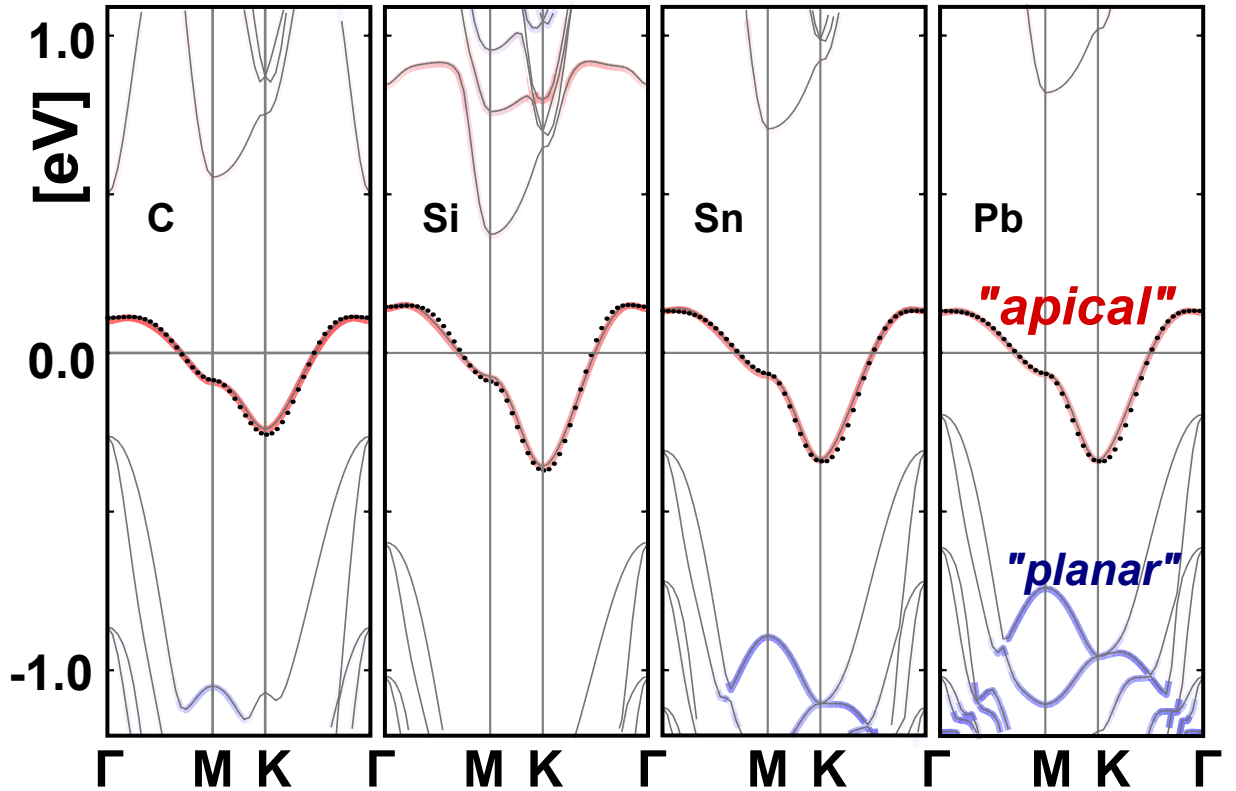 1.0
[eV]
C
Si
Sn
Pb
"apical"
0.0
"planar"
-1.0
Γ M K Γ M K Γ M K Γ M K Γ